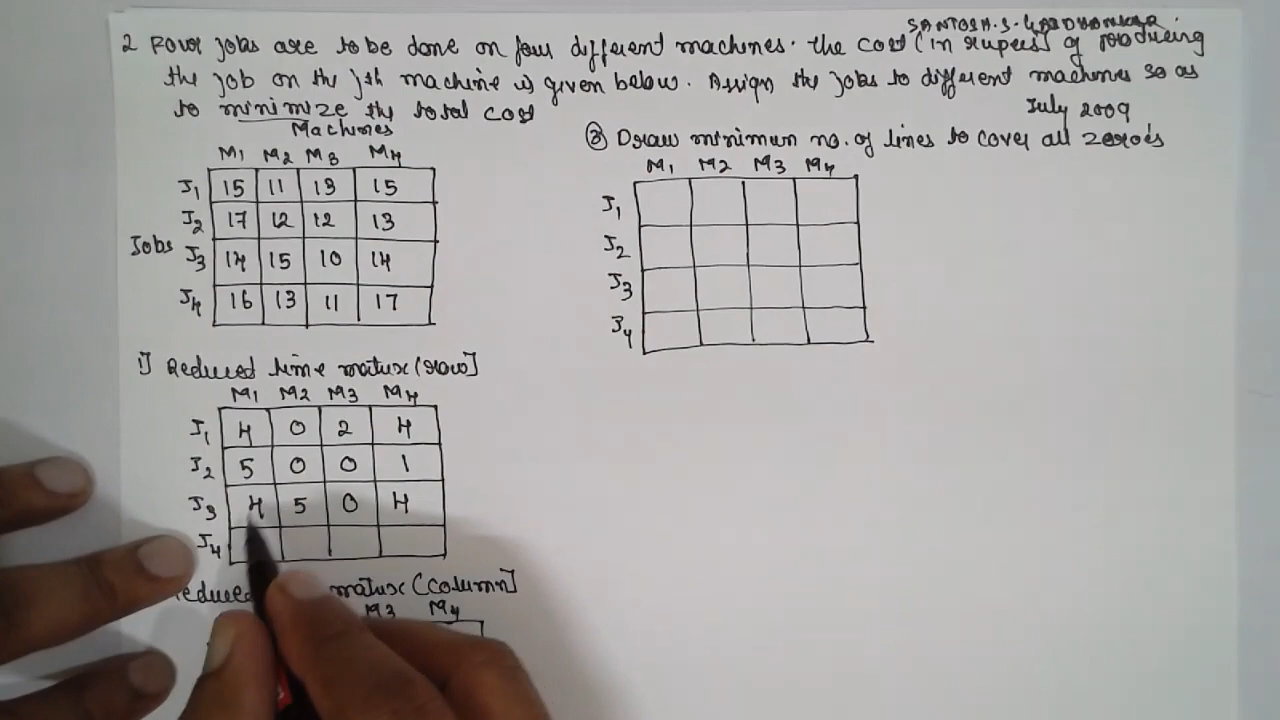 SANTOSH.S.GARDHANKAR.
2 Four jobs are to be done on four different machines. the cost (in rupees) of producing
the job on the jth machine is given below. Assign the jobs to different machines so as
to minimize the total cost
July 2009
Machines
M1 M2 M3 M4
J1 15 11 13 15
J2 17 12 12 13
Jobs
J3 14 15 10 14
J4 16 13 11 17
1] Reduced time matrix (row]
M1 M2 M3 M4
J1 4 0 2 4
J2 5 0 0 1
J3 4 5 0 4
J4
matrix (column]
M3 M4
② Draw minimum no. of lines to cover all zero's
M1 M2 M3 M4
J1
J2
J3
J4